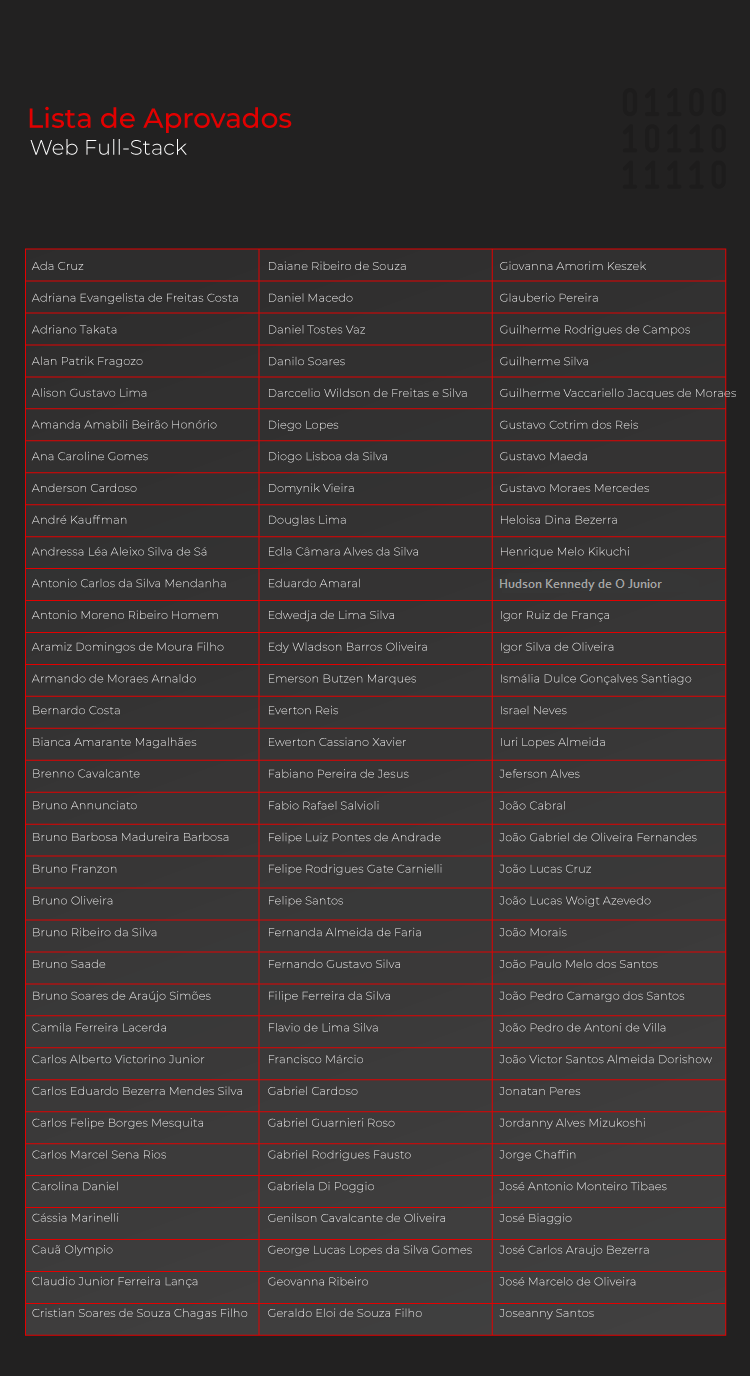 01100
Lista de Aprovados
10110
Web Full-Stack
11110
Ada Cruz
Daiane Ribeiro de Souza
Giovanna Amorim Keszek
Adriana Evangelista de Freitas Costa
Daniel Macedo
Glauberio Pereira
Adriano Takata
Daniel Tostes Vaz
Guilherme Rodrigues de Campos
Alan Patrik Fragozo
Danilo Soares
Guilherme Silva
Alison Gustavo Lima
Darccelio Wildson de Freitas e Silva
Guilherme Vaccariello Jacques de Moraes
Amanda Amabili Beirão Honório
Diego Lopes
Gustavo Cotrim dos Reis
Ana Caroline Gomes
Diogo Lisboa da Silva
Gustavo Maeda
Anderson Cardoso
Domynik Vieira
Gustavo Moraes Mercedes
André Kauffman
Douglas Lima
Heloisa Dina Bezerra
Andressa Léa Aleixo Silva de Sá
Edla Câmara Alves da Silva
Henrique Melo Kikuchi
Antonio Carlos da Silva Mendanha
Eduardo Amaral
Hudson Kennedy de O Junior
Antonio Moreno Ribeiro Homem
Edwedja de Lima Silva
Igor Ruiz de França
Aramiz Domingos de Moura Filho
Edy Wladson Barros Oliveira
Igor Silva de Oliveira
Armando de Moraes Arnaldo
Emerson Butzen Marques
Ismália Dulce Gonçalves Santiago
Bernardo Costa
Everton Reis
Israel Neves
Bianca Amarante Magalhães
Ewerton Cassiano Xavier
Iuri Lopes Almeida
Brenno Cavalcante
Fabiano Pereira de Jesus
Jeferson Alves
Bruno Annunciato
Fabio Rafael Salvioli
João Cabral
Bruno Barbosa Madureira Barbosa
Felipe Luiz Pontes de Andrade
João Gabriel de Oliveira Fernandes
Bruno Franzon
Felipe Rodrigues Gate Carnielli
João Lucas Cruz
Bruno Oliveira
Felipe Santos
João Lucas Woigt Azevedo
Bruno Ribeiro da Silva
Fernanda Almeida de Faria
João Morais
Bruno Saade
Fernando Gustavo Silva
João Paulo Melo dos Santos
Bruno Soares de Araújo Simões
Filipe Ferreira da Silva
João Pedro Camargo dos Santos
Camila Ferreira Lacerda
Flavio de Lima Silva
João Pedro de Antoni de Villa
Carlos Alberto Victorino Junior
Francisco Márcio
João Victor Santos Almeida Dorishow
Carlos Eduardo Bezerra Mendes Silva
Gabriel Cardoso
Jonatan Peres
Carlos Felipe Borges Mesquita
Gabriel Guarnieri Roso
Jordanny Alves Mizukoshi
Carlos Marcel Sena Rios
Gabriel Rodrigues Fausto
Jorge Chaffin
Carolina Daniel
Gabriela Di Poggio
José Antonio Monteiro Tibaes
Cássia Marinelli
Genilson Cavalcante de Oliveira
José Biaggio
Cauã Olympio
George Lucas Lopes da Silva Gomes
José Carlos Araujo Bezerra
Claudio Junior Ferreira Lança
Geovanna Ribeiro
José Marcelo de Oliveira
Cristian Soares de Souza Chagas Filho
Geraldo Eloi de Souza Filho
Joseanny Santos